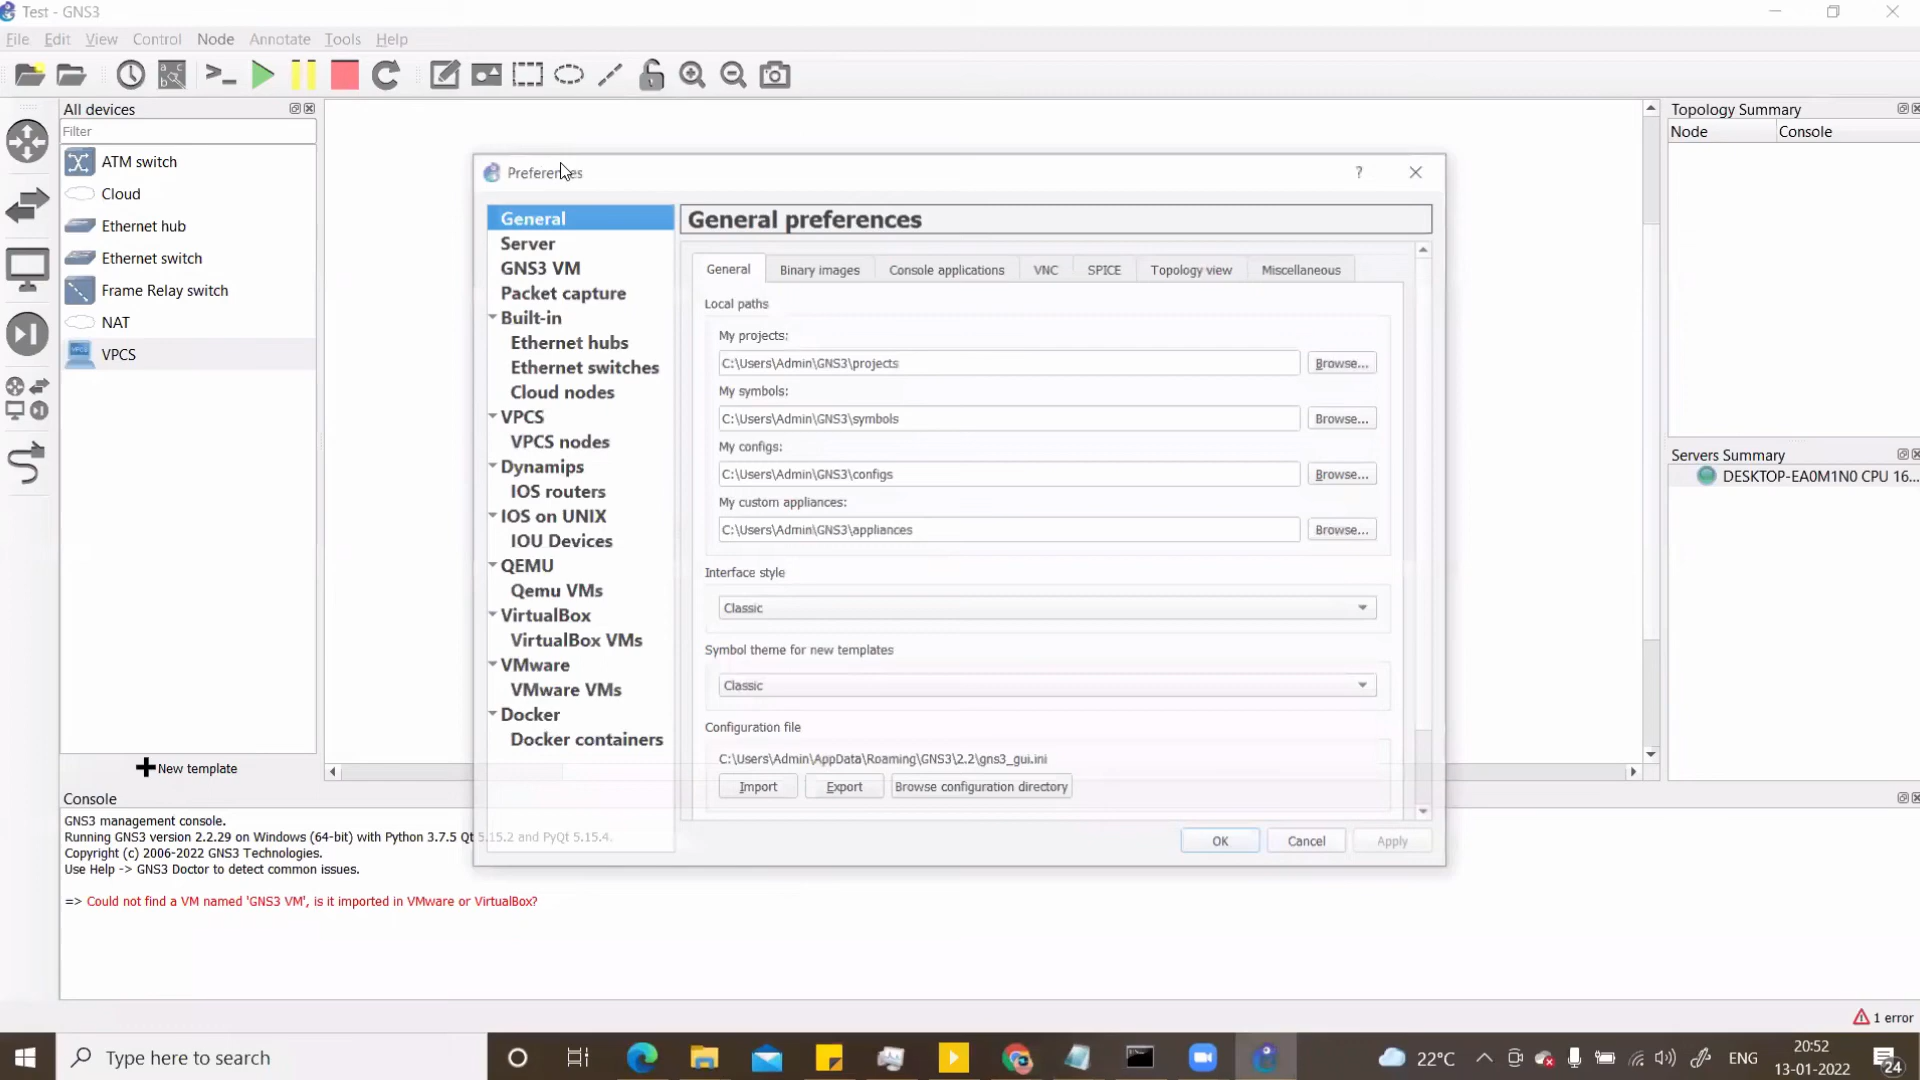 Test - GNS3
File Edit View Control Node Annotate Tools Help
All devices
Filter
ATM switch
Cloud
Ethernet hub
Ethernet switch
Frame Relay switch
NAT
VPCS
New template
Topology Summary
Node Console
Servers Summary
DESKTOP-EA0M1N0 CPU 16...
Preferences
?
General
Server
GNS3 VM
Packet capture
Built-in
Ethernet hubs
Ethernet switches
Cloud nodes
VPCS
VPCS nodes
Dynamips
IOS routers
IOS on UNIX
IOU Devices
QEMU
Qemu VMs
VirtualBox
VirtualBox VMs
VMware
VMware VMs
Docker
Docker containers
General preferences
General Binary images Console applications VNC SPICE Topology view Miscellaneous
Local paths
My projects:
C:\Users\Admin\GNS3\projects Browse...
My symbols:
C:\Users\Admin\GNS3\symbols Browse...
My configs:
C:\Users\Admin\GNS3\configs Browse...
My custom appliances:
C:\Users\Admin\GNS3\appliances Browse...
Interface style
Classic
Symbol theme for new templates
Classic
Configuration file
C:\Users\Admin\AppData\Roaming\GNS3\2.2\gns3_gui.ini
Import Export Browse configuration directory
OK Cancel Apply
Console
GNS3 management console.
Running GNS3 version 2.2.29 on Windows (64-bit) with Python 3.7.5 Qt 5.15.2 and PyQt 5.15.4.
Copyright (c) 2006-2022 GNS3 Technologies.
Use Help -> GNS3 Doctor to detect common issues.
=> Could not find a VM named 'GNS3 VM', is it imported in VMware or VirtualBox?
1 error
Type here to search
22°C
ENG
20:52
13-01-2022
24